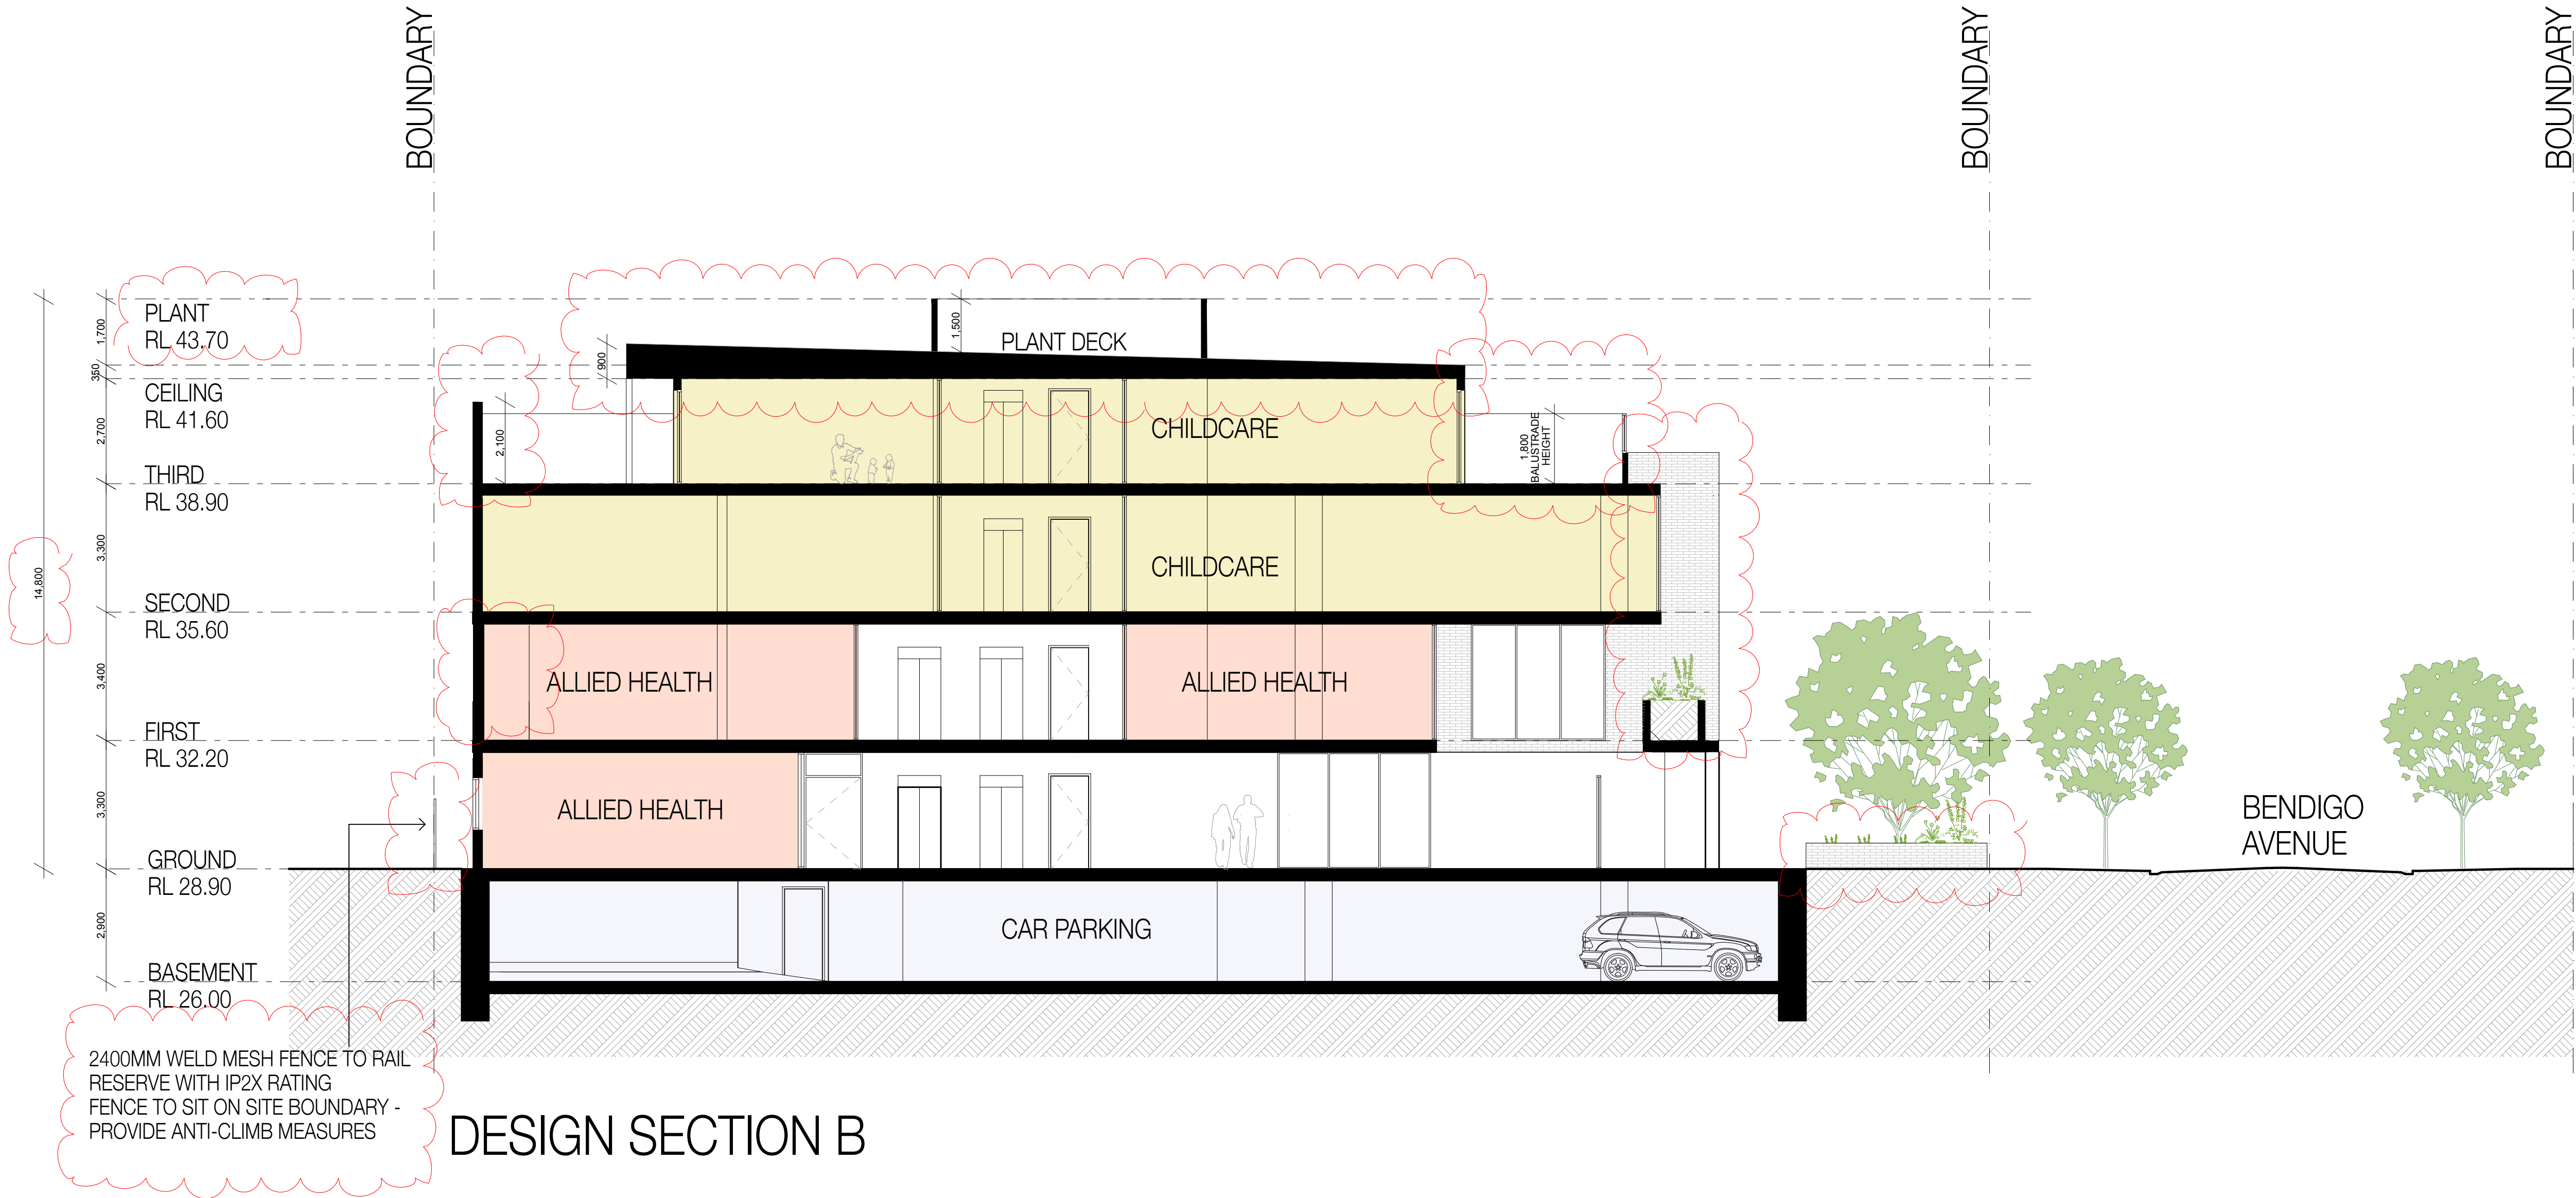 BOUNDARY
BOUNDARY
BOUNDARY
PLANT
RL 43.70
CEILING
RL 41.60
THIRD
RL 38.90
SECOND
RL 35.60
FIRST
RL 32.20
GROUND
RL 28.90
BASEMENT
RL 26.00
14,800
1,700
350
2,700
3,300
3,400
3,300
2,900
900
1,500
2,100
1,800
BALUSTRADE
HEIGHT
PLANT DECK
CHILDCARE
CHILDCARE
ALLIED HEALTH
ALLIED HEALTH
ALLIED HEALTH
CAR PARKING
BENDIGO
AVENUE
2400MM WELD MESH FENCE TO RAIL
RESERVE WITH IP2X RATING
FENCE TO SIT ON SITE BOUNDARY -
PROVIDE ANTI-CLIMB MEASURES
DESIGN SECTION B